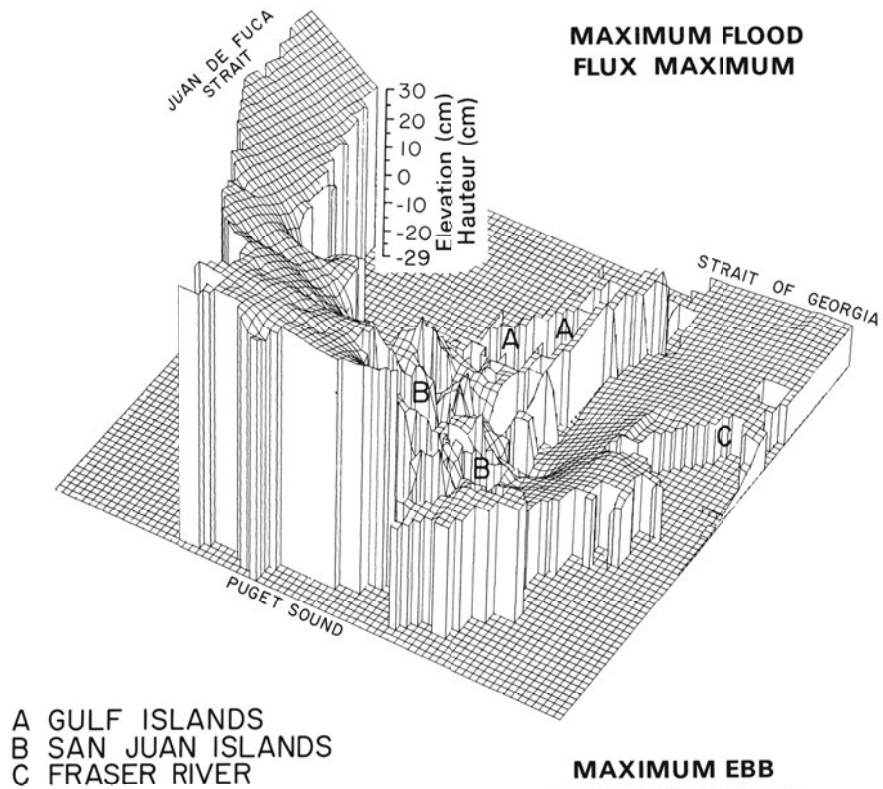 MAXIMUM FLOOD
FLUX MAXIMUM
JUAN DE FUCA
STRAIT
30
20
10
0
-10
-20
-29
Elevation (cm)
Hauteur (cm)
STRAIT OF GEORGIA
A
A
B
B
C
PUGET SOUND
A GULF ISLANDS
B SAN JUAN ISLANDS
C FRASER RIVER
MAXIMUM EBB